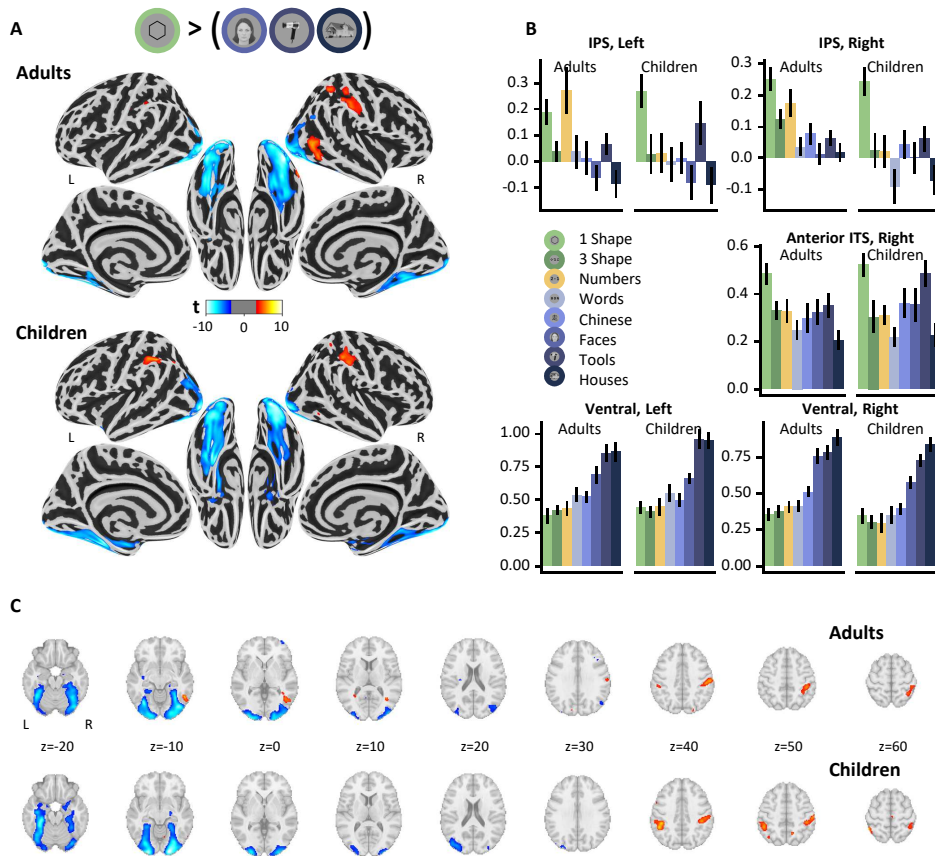 A
> ( )
Adults
L
R
t
-10 0 10
Children
L
R
B
IPS, Left
Adults
Children
0.3
0.2
0.1
0.0
-0.1
IPS, Right
Adults
Children
0.3
0.2
0.1
0.0
-0.1
1 Shape
3 Shape
Numbers
Words
Chinese
Faces
Tools
Houses
Anterior ITS, Right
Adults
Children
0.6
0.4
0.2
0.0
Ventral, Left
Adults
Children
1.00
0.75
0.50
0.25
0.00
Ventral, Right
Adults
Children
0.75
0.50
0.25
0.00
C
Adults
L
R
z=-20
z=-10
z=0
z=10
z=20
z=30
z=40
z=50
z=60
Children